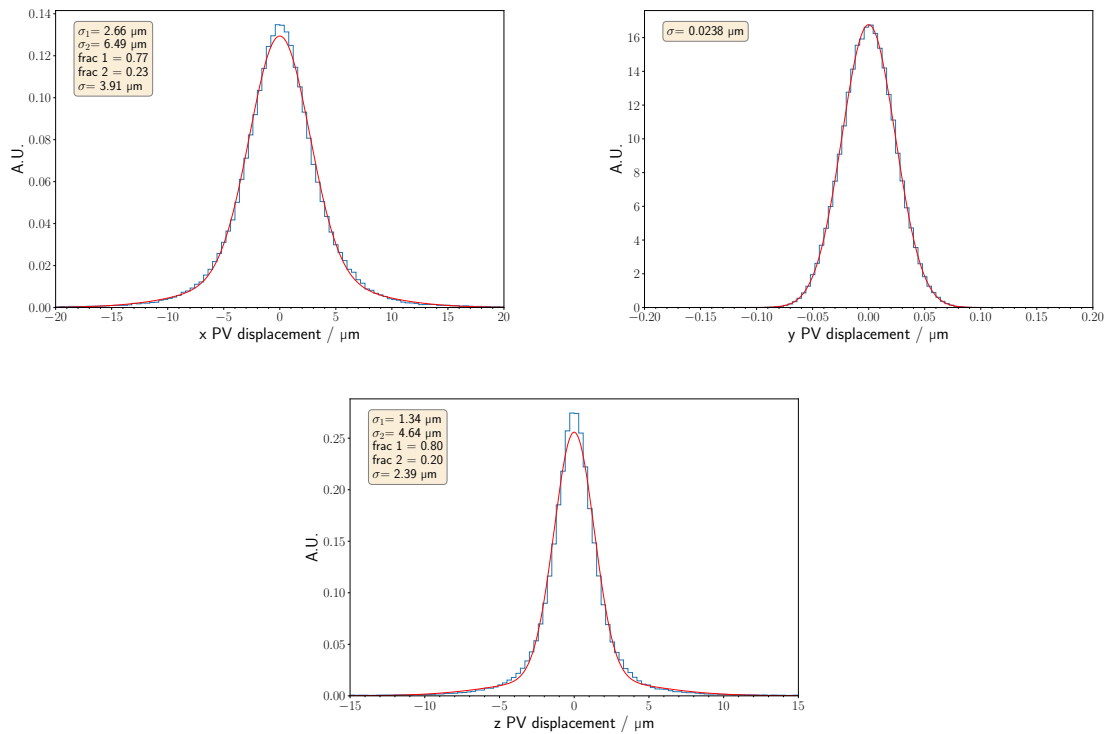 σ₁= 2.66 μm
σ₂= 6.49 μm
frac 1 = 0.77
frac 2 = 0.23
σ= 3.91 μm
0.14
0.12
0.10
0.08
0.06
0.04
0.02
0.00
A.U.
−20 −15 −10 −5 0 5 10 15 20
x PV displacement / μm
σ= 0.0238 μm
16
14
12
10
8
6
4
2
0
A.U.
−0.20 −0.15 −0.10 −0.05 0.00 0.05 0.10 0.15 0.20
y PV displacement / μm
σ₁= 1.34 μm
σ₂= 4.64 μm
frac 1 = 0.80
frac 2 = 0.20
σ= 2.39 μm
0.25
0.20
0.15
0.10
0.05
0.00
A.U.
−15 −10 −5 0 5 10 15
z PV displacement / μm